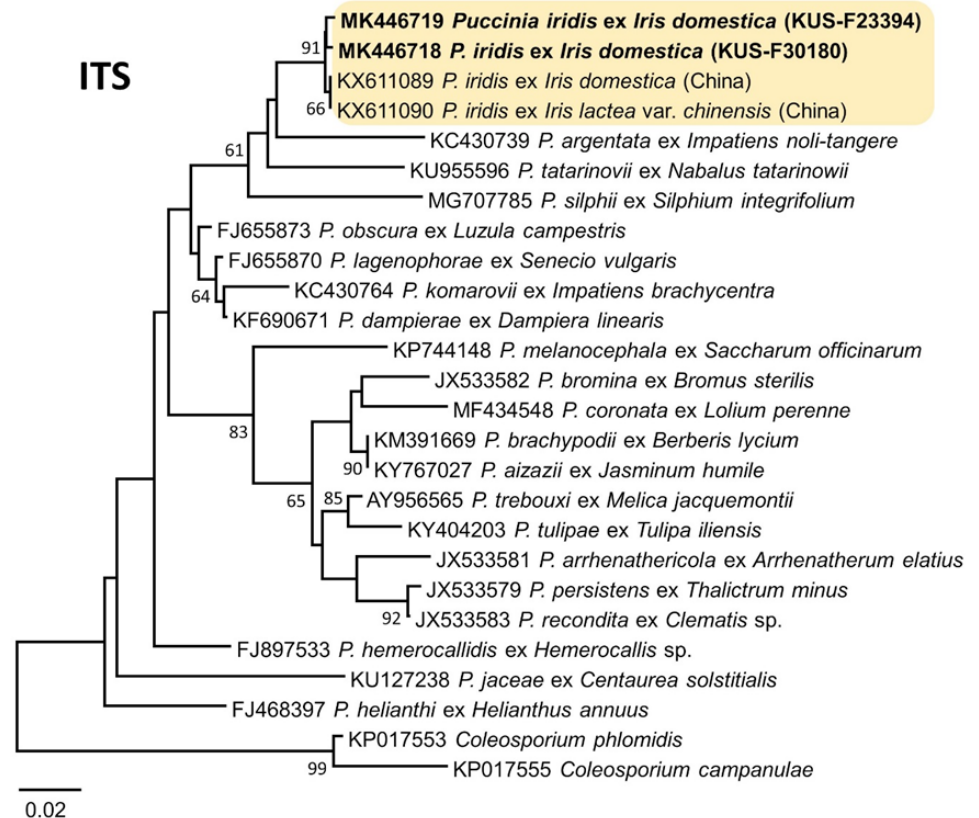 MK446719 Puccinia iridis ex Iris domestica (KUS-F23394)
91
MK446718 P. iridis ex Iris domestica (KUS-F30180)
ITS
KX611089 P. iridis ex Iris domestica (China)
66
KX611090 P. iridis ex Iris lactea var. chinensis (China)
KC430739 P. argentata ex Impatiens noli-tangere
61
KU955596 P. tatarinovii ex Nabalus tatarinowii
MG707785 P. silphii ex Silphium integrifolium
FJ655873 P. obscura ex Luzula campestris
FJ655870 P. lagenophorae ex Senecio vulgaris
64
KC430764 P. komarovii ex Impatiens brachycentra
KF690671 P. dampierae ex Dampiera linearis
KP744148 P. melanocephala ex Saccharum officinarum
JX533582 P. bromina ex Bromus sterilis
MF434548 P. coronata ex Lolium perenne
83
KM391669 P. brachypodii ex Berberis lycium
90
KY767027 P. aizazii ex Jasminum humile
65
85
AY956565 P. trebouxi ex Melica jacquemontii
KY404203 P. tulipae ex Tulipa iliensis
JX533581 P. arrhenathericola ex Arrhenatherum elatius
JX533579 P. persistens ex Thalictrum minus
92
JX533583 P. recondita ex Clematis sp.
FJ897533 P. hemerocallidis ex Hemerocallis sp.
KU127238 P. jaceae ex Centaurea solstitialis
FJ468397 P. helianthi ex Helianthus annuus
KP017553 Coleosporium phlomidis
99
KP017555 Coleosporium campanulae
0.02